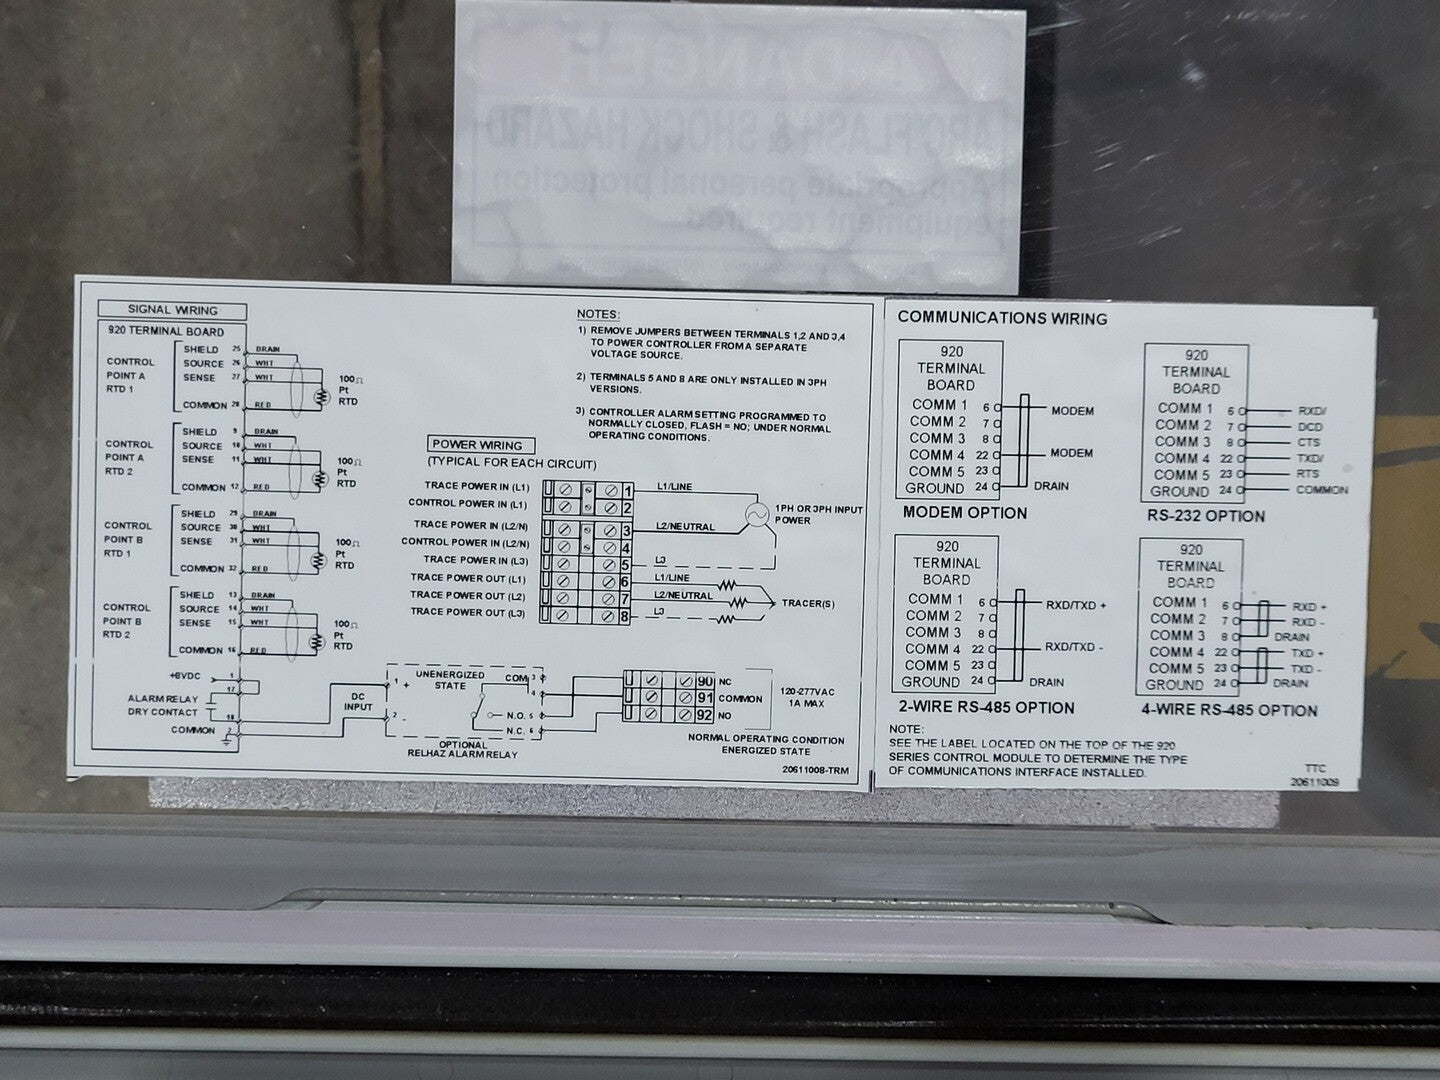 DANGER
ARC FLASH & SHOCK HAZARD
Appropriate personal protection
equipment required.
SIGNAL WIRING
920 TERMINAL BOARD
CONTROL
POINT A
RTD 1
SHIELD 25 DRAIN
SOURCE 26 WHT
SENSE 27 WHT
COMMON 28 RED
100Ω
Pt
RTD
CONTROL
POINT A
RTD 2
SHIELD 9 DRAIN
SOURCE 10 WHT
SENSE 11 WHT
COMMON 12 RED
100Ω
Pt
RTD
CONTROL
POINT B
RTD 1
SHIELD 29 DRAIN
SOURCE 30 WHT
SENSE 31 WHT
COMMON 32 RED
100Ω
Pt
RTD
CONTROL
POINT B
RTD 2
SHIELD 13 DRAIN
SOURCE 14 WHT
SENSE 15 WHT
COMMON 16 RED
100Ω
Pt
RTD
1
17
ALARM RELAY
DRY CONTACT
18
COMMON 2
NOTES:
1) REMOVE JUMPERS BETWEEN TERMINALS 1,2 AND 3,4
TO POWER CONTROLLER FROM A SEPARATE
VOLTAGE SOURCE.
2) TERMINALS 5 AND 8 ARE ONLY INSTALLED IN 3PH
VERSIONS.
3) CONTROLLER ALARM SETTING PROGRAMMED TO
NORMALLY CLOSED, FLASH = NO; UNDER NORMAL
OPERATING CONDITIONS.
POWER WIRING
(TYPICAL FOR EACH CIRCUIT)
TRACE POWER IN (L1) 1 L1/LINE
CONTROL POWER IN (L1) 2
TRACE POWER IN (L2/N) 3 L2/NEUTRAL
CONTROL POWER IN (L2/N) 4
TRACE POWER IN (L3) 5 L3
TRACE POWER OUT (L1) 6 L1/LINE
TRACE POWER OUT (L2) 7 L2/NEUTRAL
TRACE POWER OUT (L3) 8 L3
1PH OR 3PH INPUT
POWER
TRACER(S)
DC
INPUT
1 +
2 -
UNENERGIZED
STATE
COM 3
4
N.O. 5
N.C. 6
OPTIONAL
RELHAZ ALARM RELAY
90 NC
91 COMMON
92 NO
120-277VAC
1A MAX
NORMAL OPERATING CONDITION
ENERGIZED STATE
20611008-TRM
COMMUNICATIONS WIRING
920
TERMINAL
BOARD
COMM 1 6 MODEM
COMM 2 7
COMM 3 8
COMM 4 22 MODEM
COMM 5 23
GROUND 24 DRAIN
MODEM OPTION
920
TERMINAL
BOARD
COMM 1 6 RXD/
COMM 2 7 DCD
COMM 3 8 CTS
COMM 4 22 TXD/
COMM 5 23 RTS
GROUND 24 COMMON
RS-232 OPTION
920
TERMINAL
BOARD
COMM 1 6 RXD/TXD +
COMM 2 7
COMM 3 8
COMM 4 22 RXD/TXD -
COMM 5 23
GROUND 24 DRAIN
2-WIRE RS-485 OPTION
920
TERMINAL
BOARD
COMM 1 6 RXD +
COMM 2 7 RXD -
COMM 3 8 DRAIN
COMM 4 22 TXD +
COMM 5 23 TXD -
GROUND 24 DRAIN
4-WIRE RS-485 OPTION
NOTE:
SEE THE LABEL LOCATED ON THE TOP OF THE 920
SERIES CONTROL MODULE TO DETERMINE THE TYPE
OF COMMUNICATIONS INTERFACE INSTALLED.
TTC
20611009